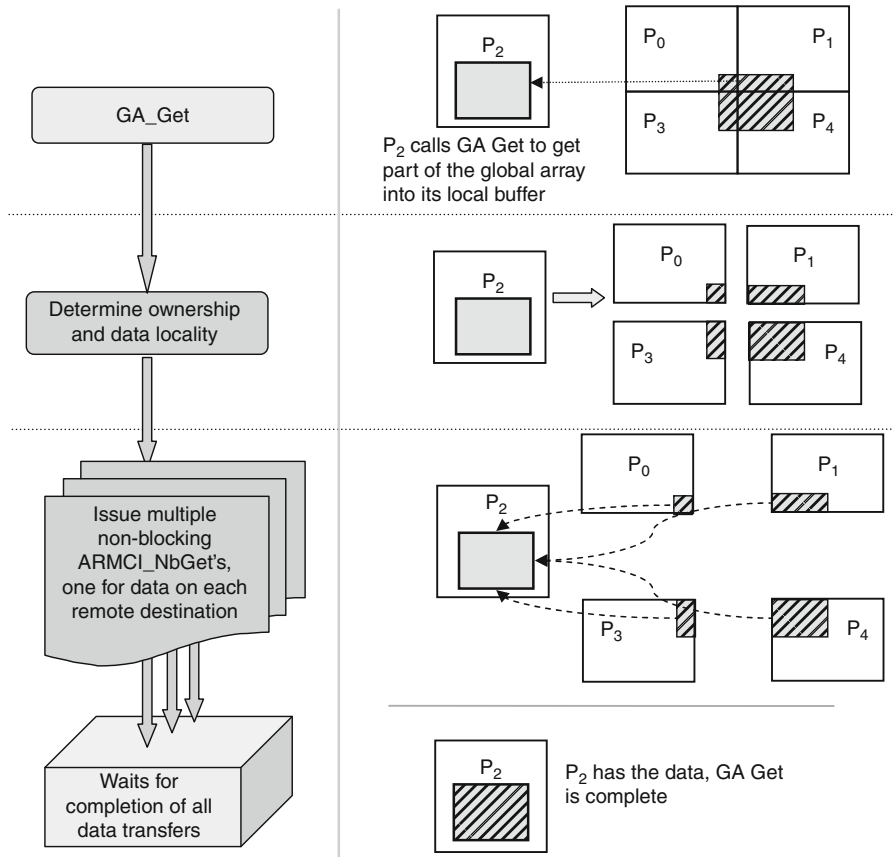 GA_Get
P₂
P₀
P₁
P₃
P₄
P₂ calls GA Get to get
part of the global array
into its local buffer
Determine ownership
and data locality
P₂
P₀
P₁
P₃
P₄
Issue multiple
non-blocking
ARMCI_NbGet's,
one for data on each
remote destination
P₂
P₀
P₁
P₃
P₄
Waits for
completion of all
data transfers
P₂
P₂ has the data, GA Get
is complete